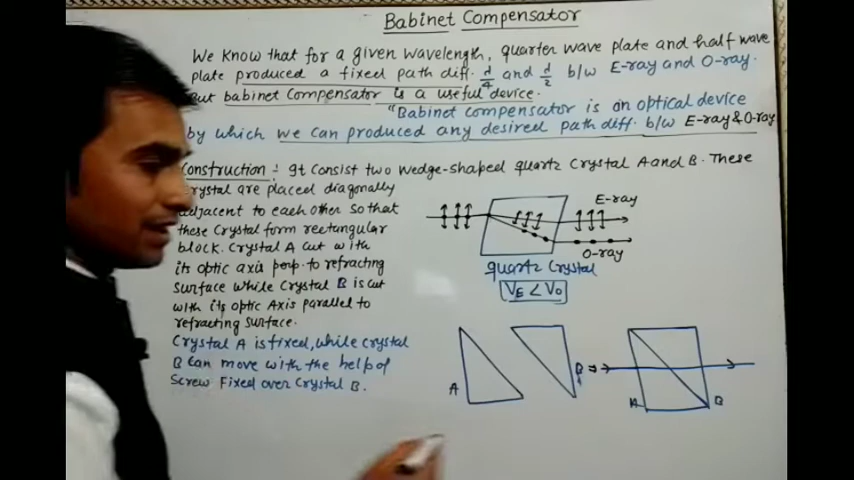 Babinet Compensator
We Know that for a given wavelength, quarter wave plate and half wave
plate produced a fixed path diff. λ/4 and λ/2 b/w E-ray and O-ray.
But babinet compensator is a useful device.
"Babinet compensator is an optical device
by which we can produced any desired path diff. b/w E-ray & O-ray
Construction : It Consist two wedge-shaped quartz Crystal A and B. These
Crystal are placed diagonally
adjacent to each other so that
these Crystal form rectangular
block. Crystal A cut with
its optic axis perp. to refracting
surface while Crystal B is cut
with its optic Axis parallel to
refracting surface.
Crystal A is fixed, while crystal
B can move with the help of
Screw Fixed over Crystal B.
E-ray
O-ray
quartz Crystal
VE < VO
A
B
A
B